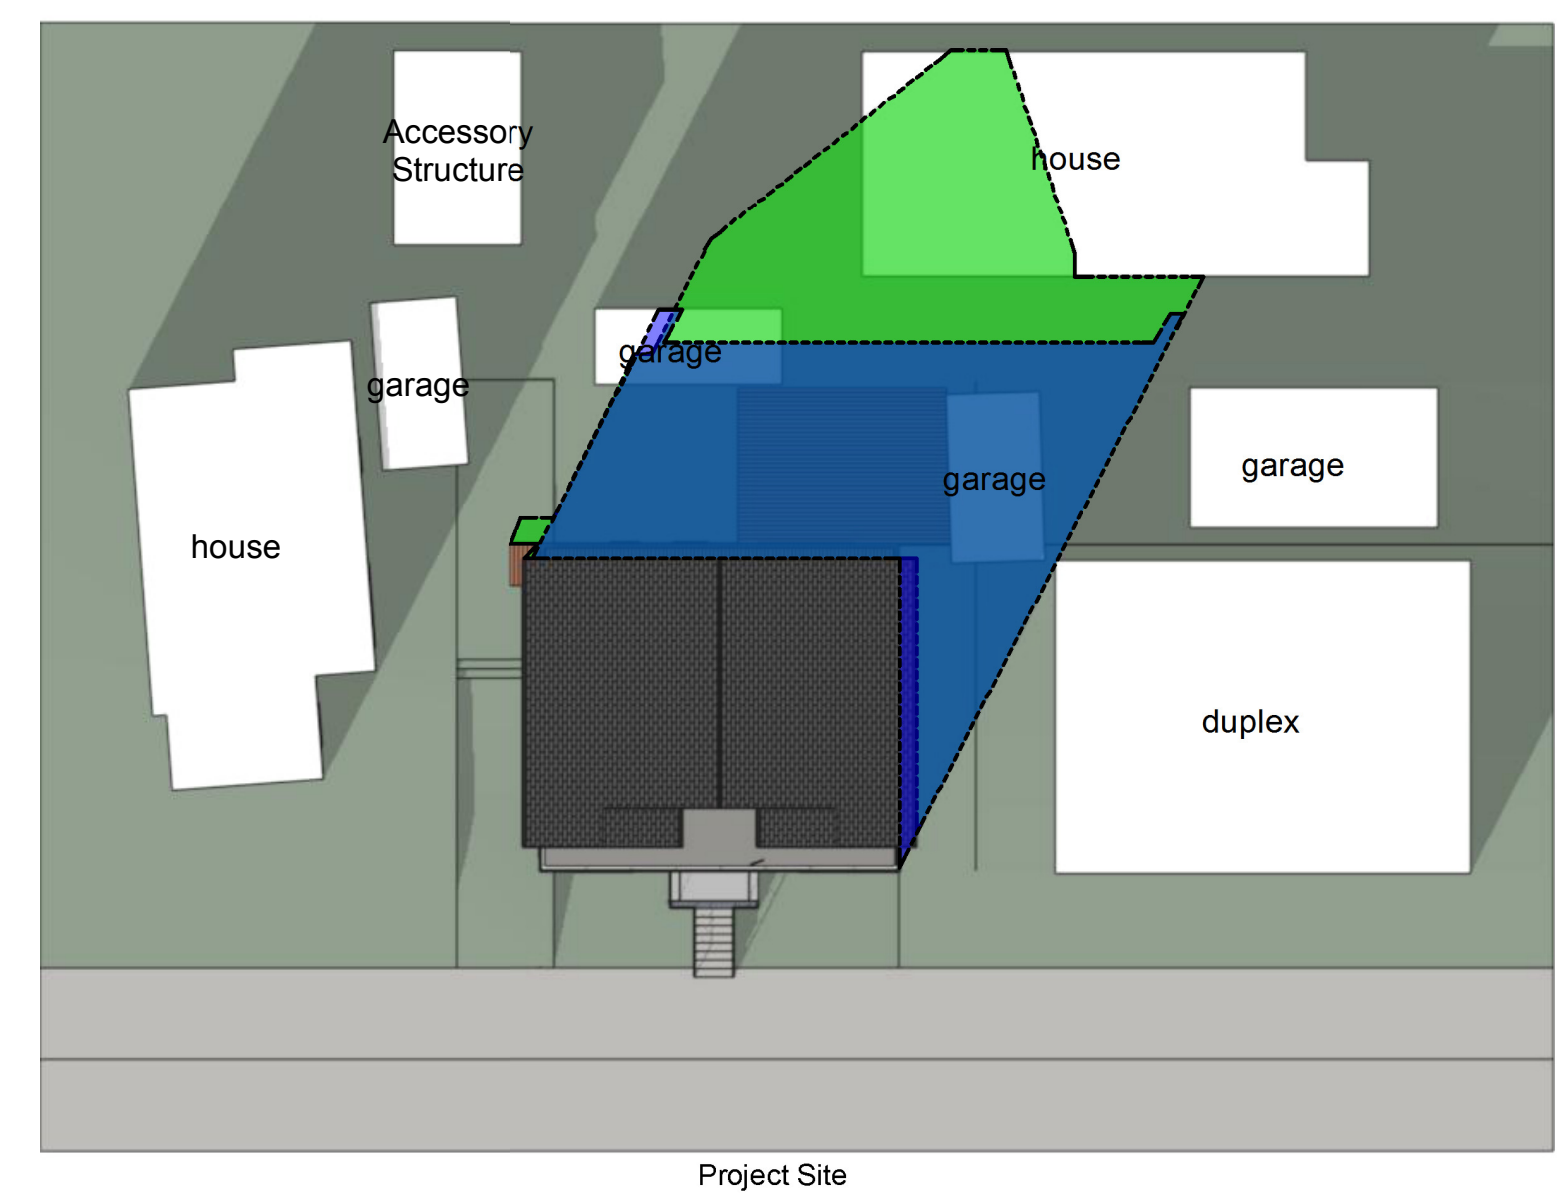 Accessory
Structure
house
garage
garage
garage
garage
house
duplex
Project Site